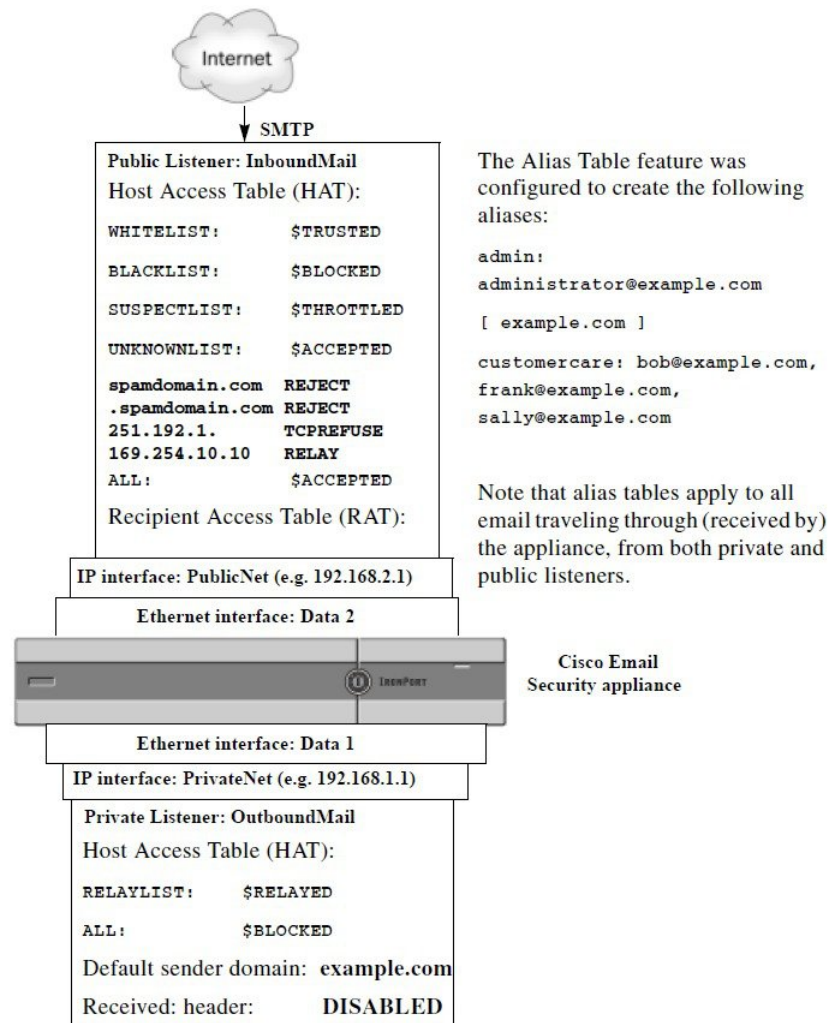 Internet
SMTP
Public Listener: InboundMail
Host Access Table (HAT):
WHITELIST: $TRUSTED
BLACKLIST: $BLOCKED
SUSPECTLIST: $THROTTLED
UNKNOWNLIST: $ACCEPTED
spamdomain.com REJECT
.spamdomain.com REJECT
251.192.1. TCPREFUSE
169.254.10.10 RELAY
ALL: $ACCEPTED
Recipient Access Table (RAT):
The Alias Table feature was
configured to create the following
aliases:
admin:
administrator@example.com
[ example.com ]
customercare: bob@example.com,
frank@example.com,
sally@example.com
Note that alias tables apply to all
email traveling through (received by)
the appliance, from both private and
public listeners.
IP interface: PublicNet (e.g. 192.168.2.1)
Ethernet interface: Data 2
IRONPORT
Cisco Email
Security appliance
Ethernet interface: Data 1
IP interface: PrivateNet (e.g. 192.168.1.1)
Private Listener: OutboundMail
Host Access Table (HAT):
RELAYLIST: $RELAYED
ALL: $BLOCKED
Default sender domain: example.com
Received: header: DISABLED